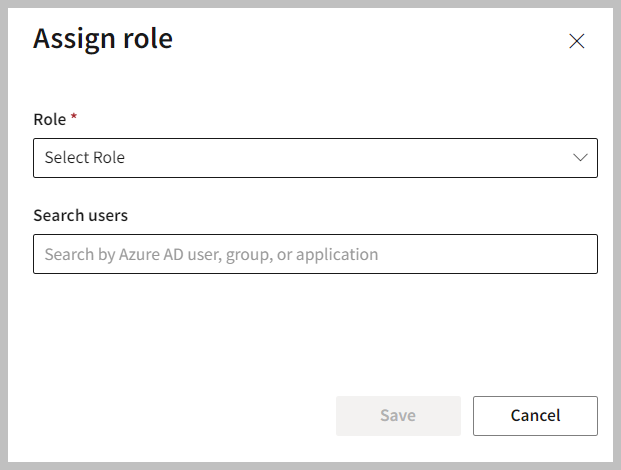 Assign role
Role *
Select Role
Search users
Search by Azure AD user, group, or application
Save Cancel